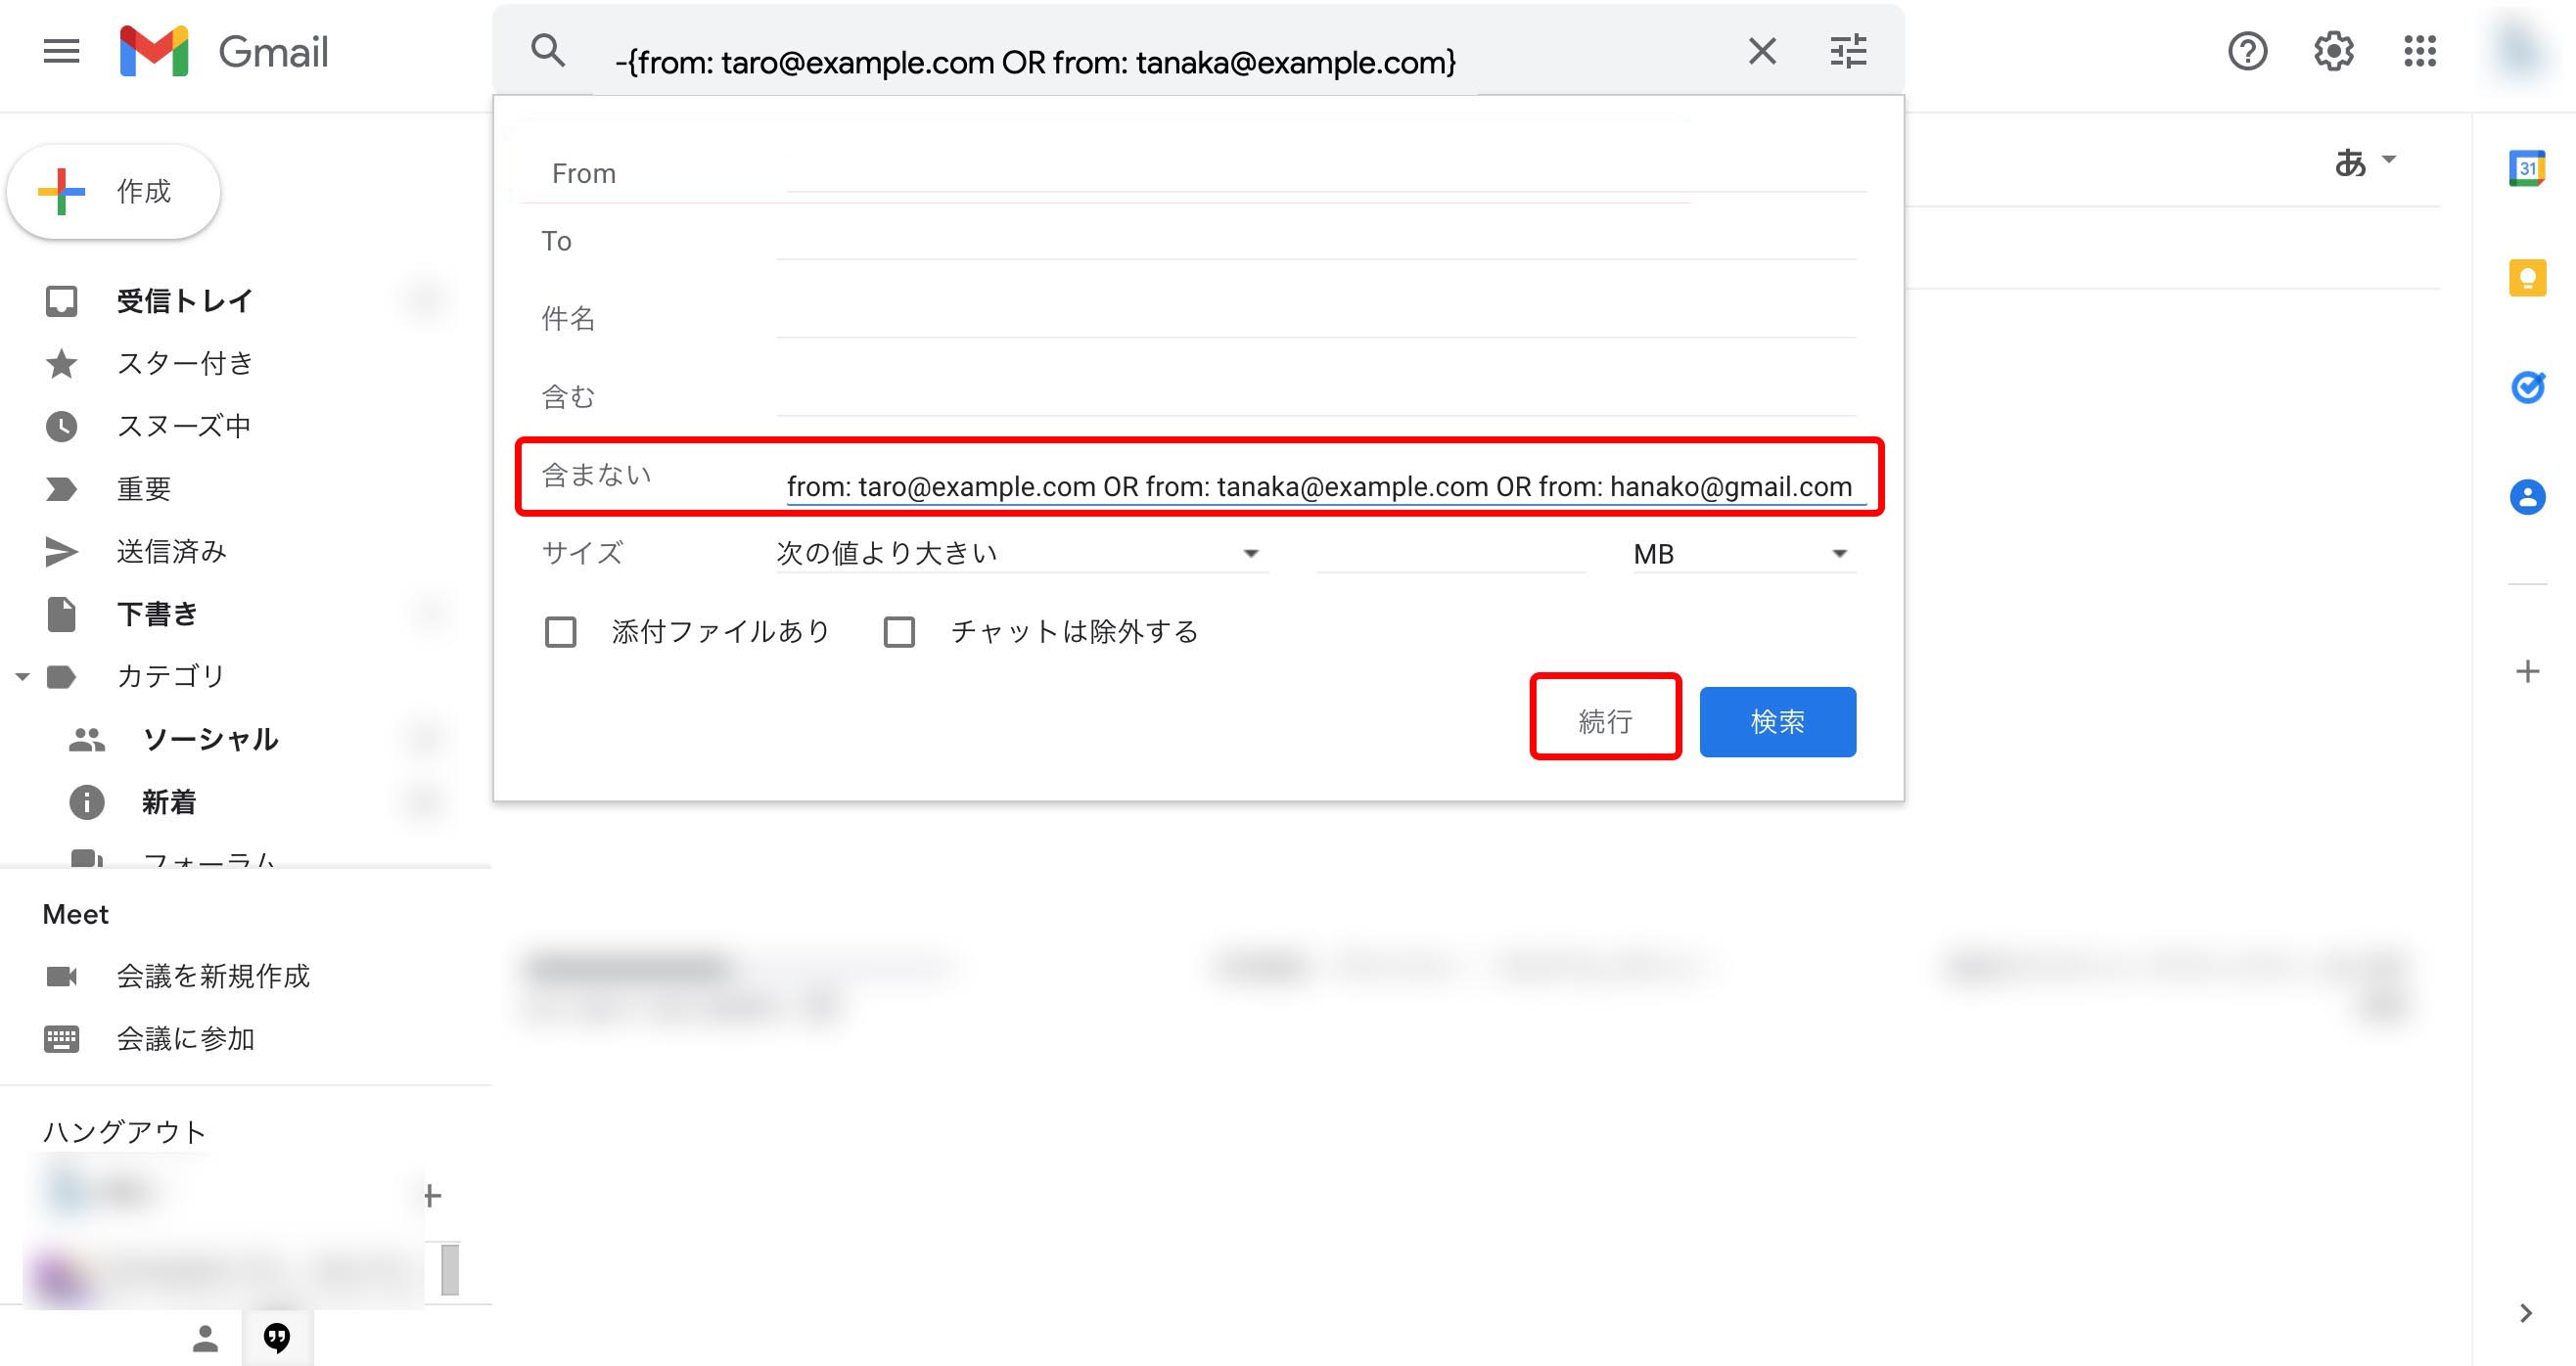 Gmail
-{from: taro@example.com OR from: tanaka@example.com}
作成
受信トレイ
スター付き
スヌーズ中
重要
送信済み
下書き
カテゴリ
ソーシャル
新着
フォーラム
Meet
会議を新規作成
会議に参加
ハングアウト
From
To
件名
含む
含まない from: taro@example.com OR from: tanaka@example.com OR from: hanako@gmail.com
サイズ 次の値より大きい MB
添付ファイルあり チャットは除外する
続行 検索
あ
31